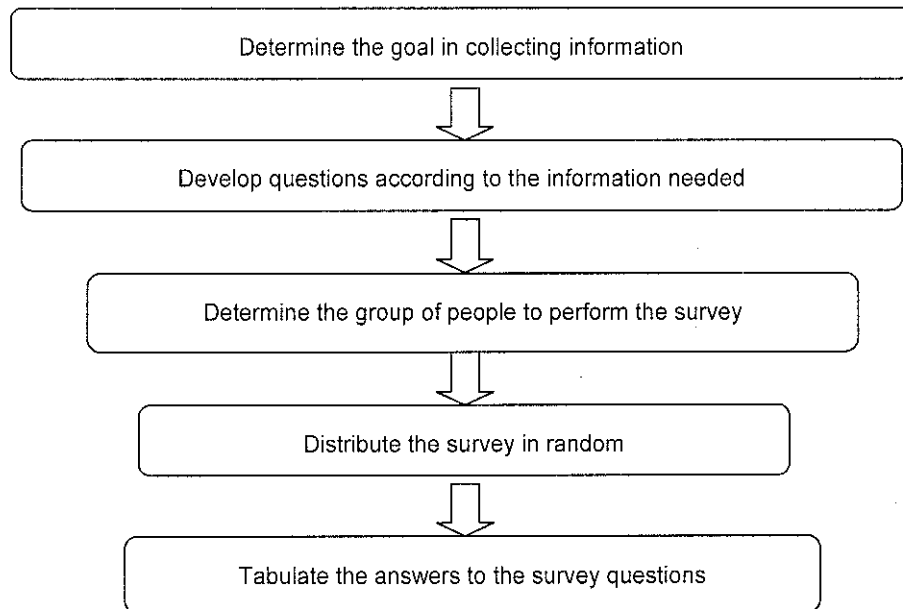 Determine the goal in collecting information
Develop questions according to the information needed
Determine the group of people to perform the survey
Distribute the survey in random
Tabulate the answers to the survey questions